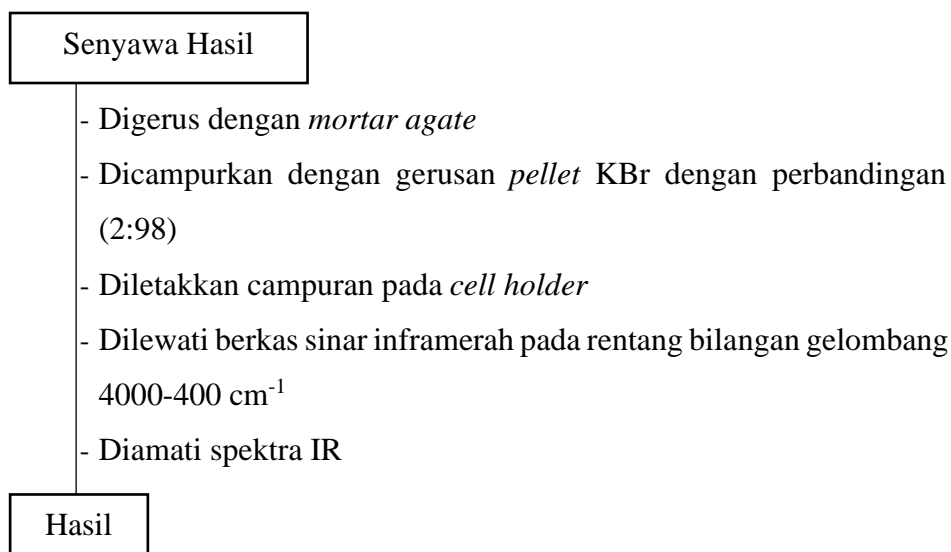 Senyawa Hasil
- Digerus dengan mortar agate
- Dicampurkan dengan gerusan pellet KBr dengan perbandingan
(2:98)
- Diletakkan campuran pada cell holder
- Dilewati berkas sinar inframerah pada rentang bilangan gelombang
4000-400 cm⁻¹
- Diamati spektra IR
Hasil